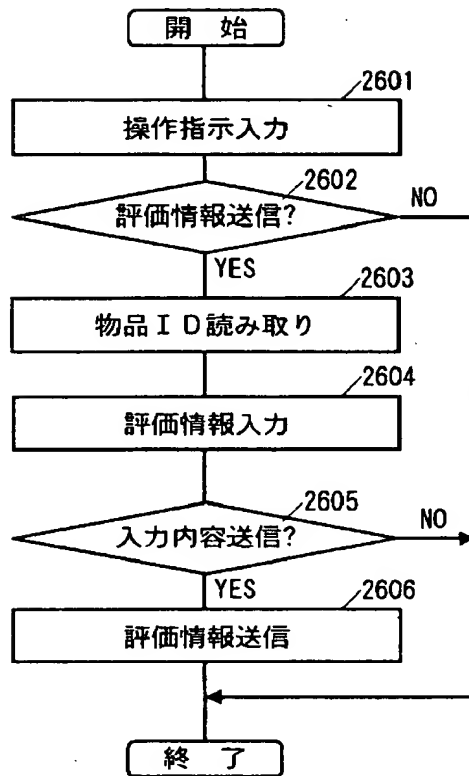 開 始
2601
操作指示入力
2602
評価情報送信?
NO
YES
2603
物品ID読み取り
2604
評価情報入力
2605
入力内容送信?
NO
YES
2606
評価情報送信
終 了